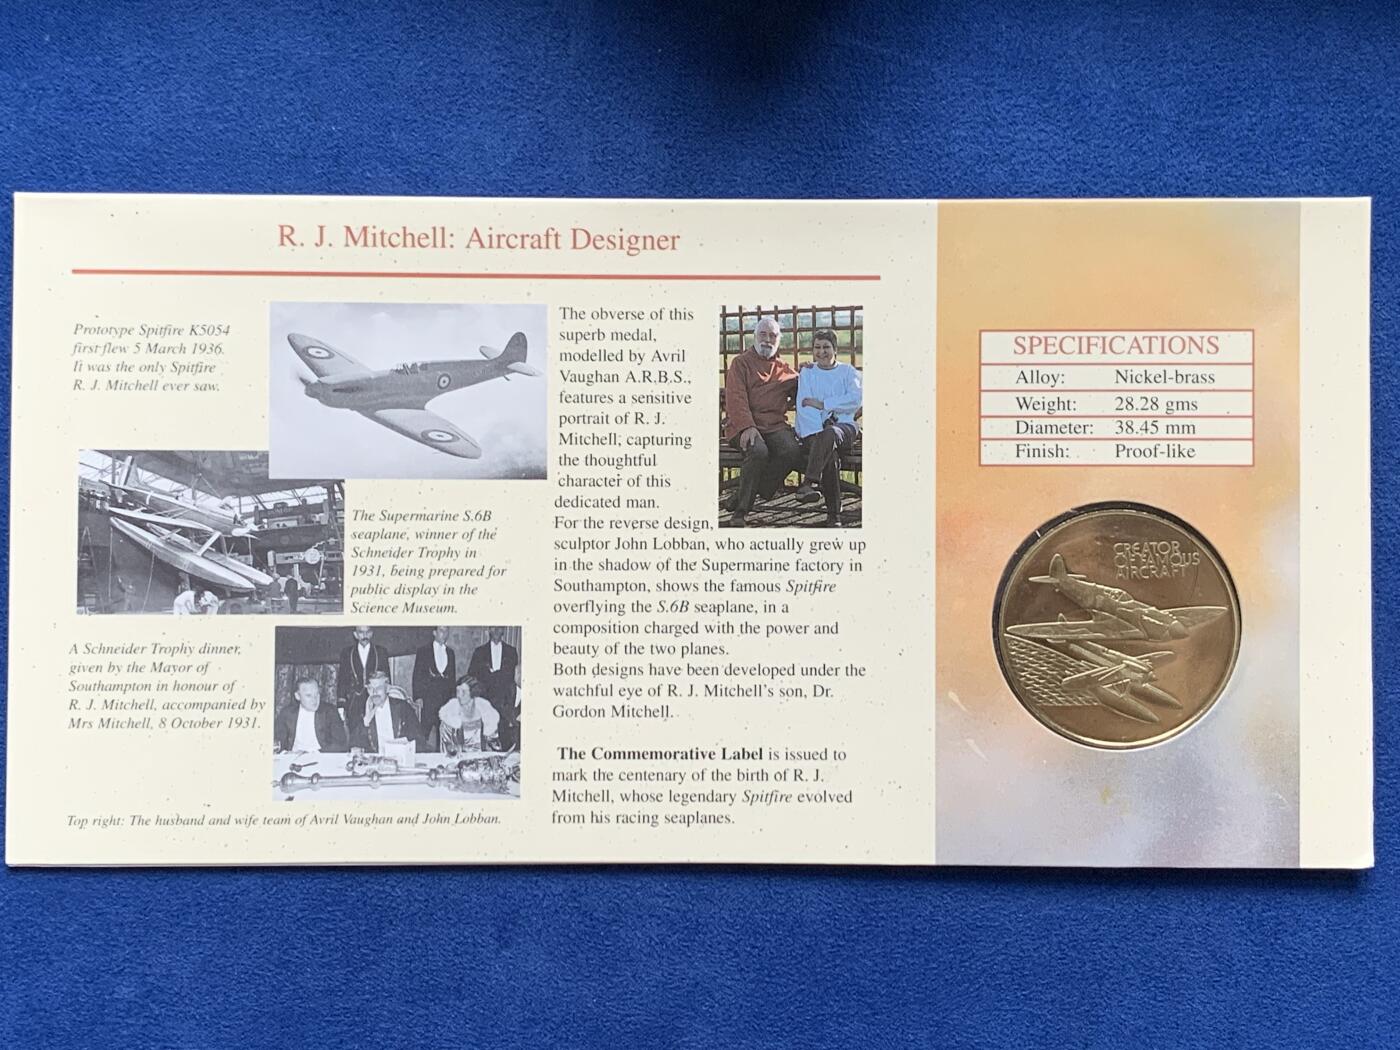 R. J. Mitchell: Aircraft Designer
Prototype Spitfire K5054
first flew 5 March 1936.
It was the only Spitfire
R. J. Mitchell ever saw.
The Supermarine S.6B
seaplane, winner of the
Schneider Trophy in
1931, being prepared for
public display in the
Science Museum.
A Schneider Trophy dinner,
given by the Mayor of
Southampton in honour of
R. J. Mitchell, accompanied by
Mrs Mitchell, 8 October 1931.
Top right: The husband and wife team of Avril Vaughan and John Lobban.
The obverse of this
superb medal,
modelled by Avril
Vaughan A.R.B.S.,
features a sensitive
portrait of R. J.
Mitchell, capturing
the thoughtful
character of this
dedicated man.
For the reverse design,
sculptor John Lobban, who actually grew up
in the shadow of the Supermarine factory in
Southampton, shows the famous Spitfire
overflying the S.6B seaplane, in a
composition charged with the power and
beauty of the two planes.
Both designs have been developed under the
watchful eye of R. J. Mitchell's son, Dr.
Gordon Mitchell.
The Commemorative Label is issued to
mark the centenary of the birth of R. J.
Mitchell, whose legendary Spitfire evolved
from his racing seaplanes.
SPECIFICATIONS
Alloy: Nickel-brass
Weight: 28.28 gms
Diameter: 38.45 mm
Finish: Proof-like
CREATOR
OF FAMOUS
AIRCRAFT